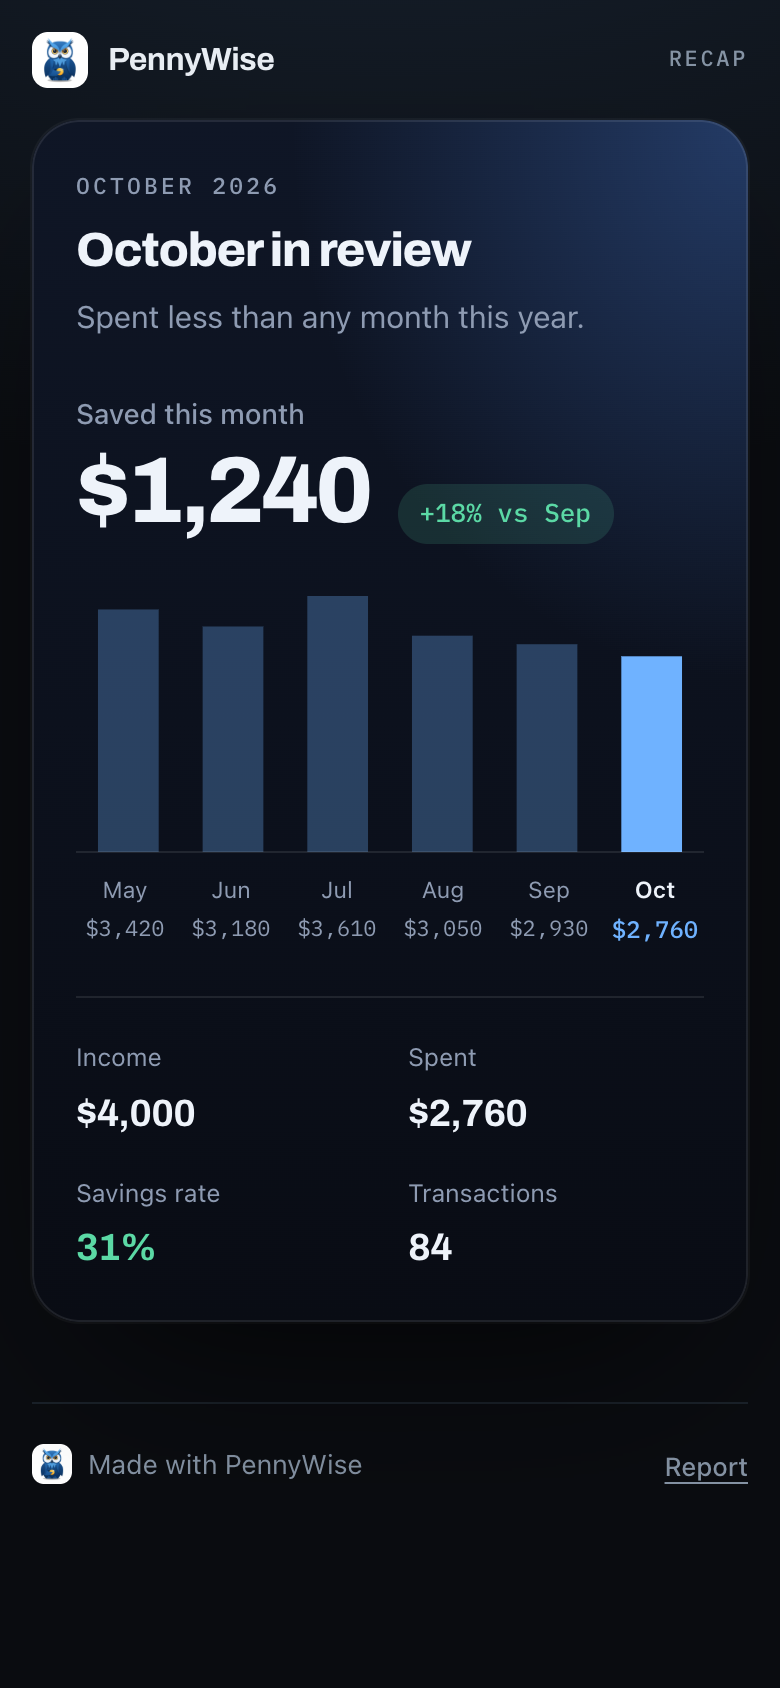 PennyWise
RECAP
OCTOBER 2026
October in review
Spent less than any month this year.
Saved this month
$1,240
+18% vs Sep
May Jun Jul Aug Sep Oct
$3,420 $3,180 $3,610 $3,050 $2,930 $2,760
Income Spent
$4,000 $2,760
Savings rate Transactions
31% 84
Made with PennyWise
Report